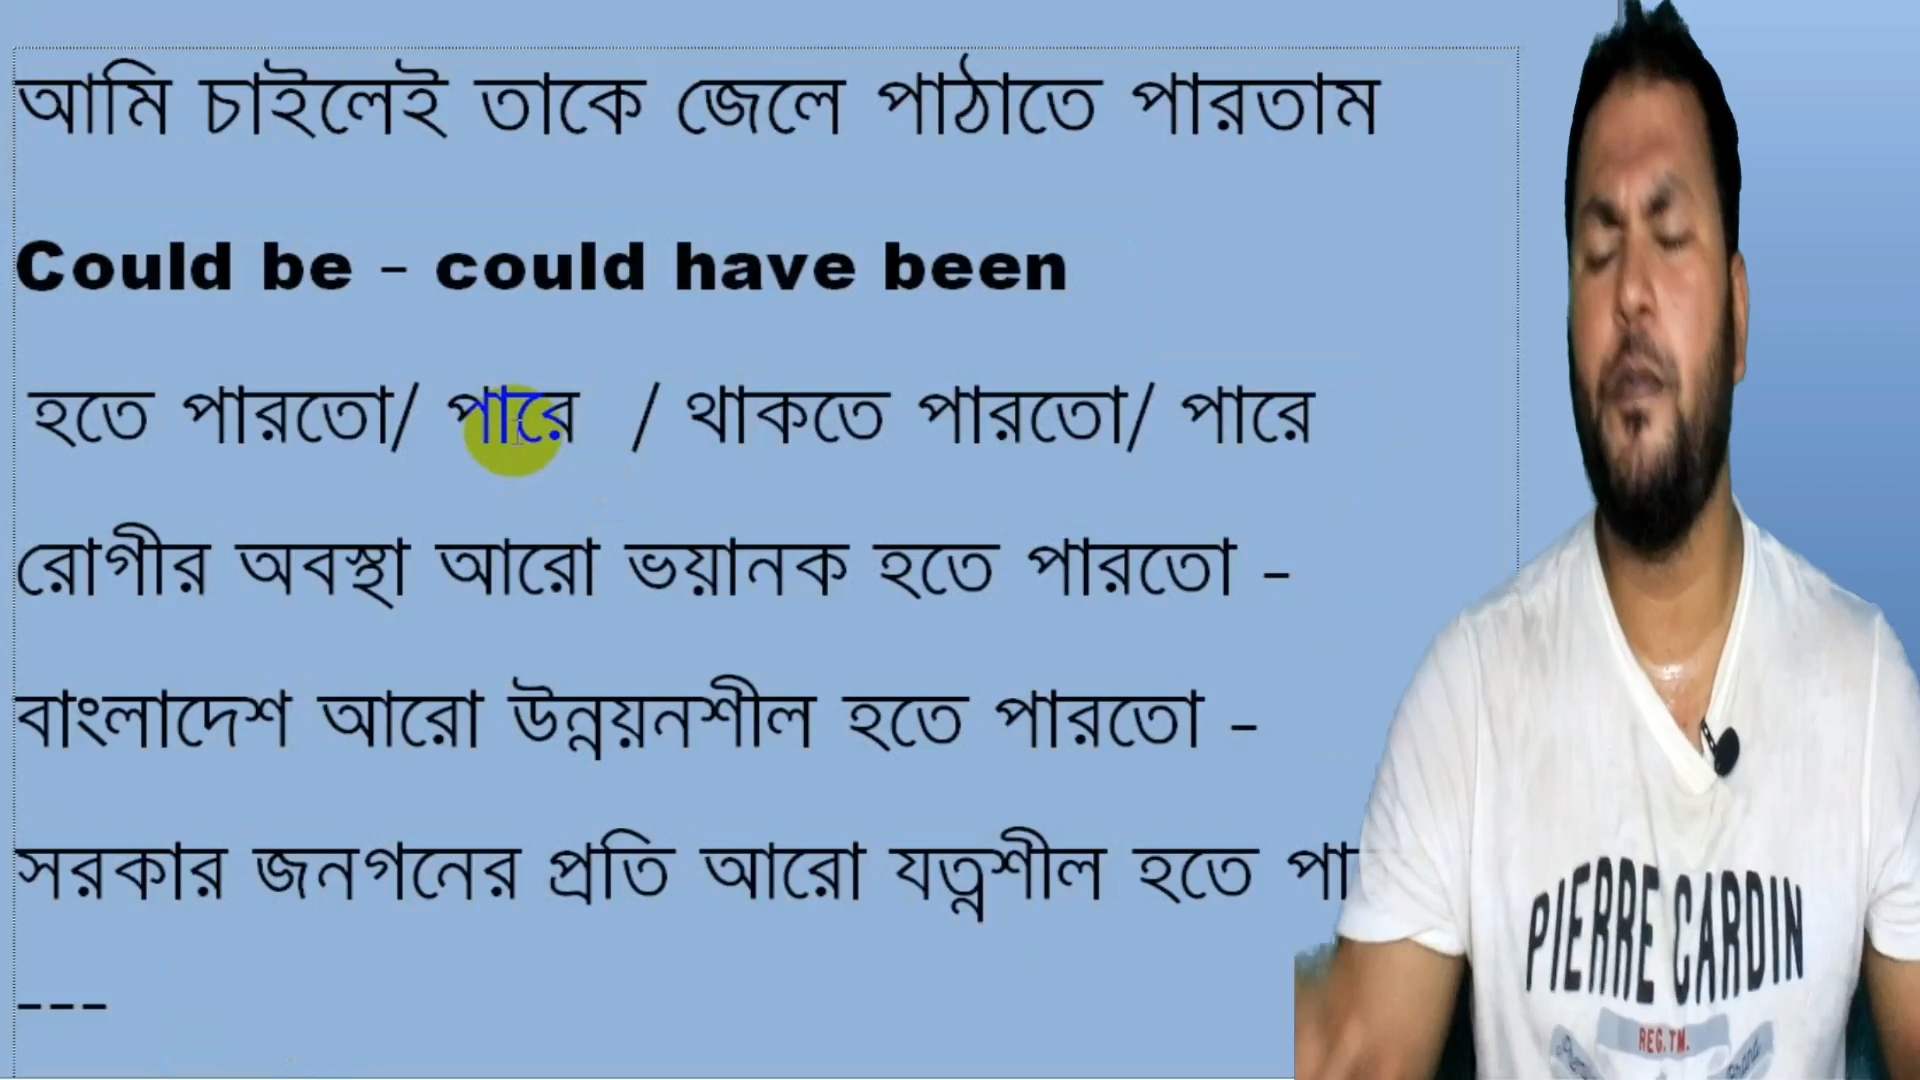 আমি চাইলেই তাকে জেলে পাঠাতে পারতাম
Could be – could have been
হতে পারতো/ পারে / থাকতে পারতো/ পারে
রোগীর অবস্থা আরো ভয়ানক হতে পারতো –
বাংলাদেশ আরো উন্নয়নশীল হতে পারতো –
সরকার জনগনের প্রতি আরো যত্নশীল হতে পা
---
PIERRE CARDIN
REG. TM.